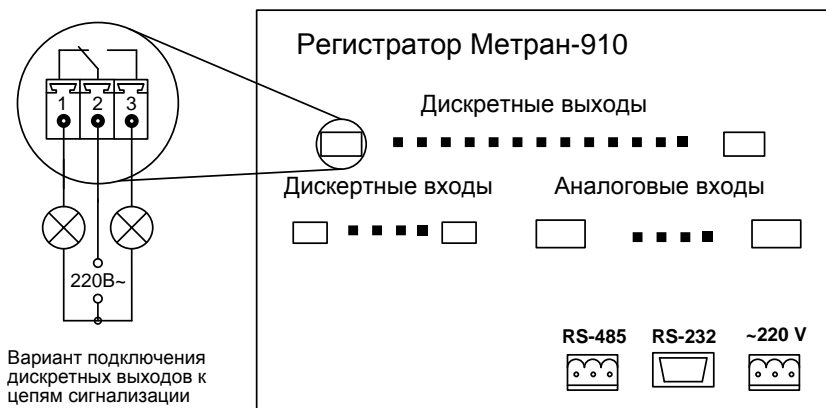 Регистратор Метран-910
Дискретные выходы
1 2 3
Дискертные входы
Аналоговые входы
220В~
RS-485 RS-232 ~220 V
Вариант подключения
дискретных выходов к
цепям сигнализации